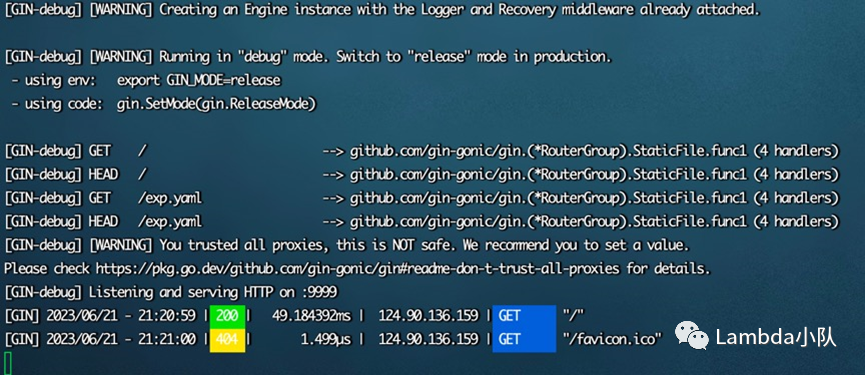 [GIN-debug] [WARNING] Creating an Engine instance with the Logger and Recovery middleware already attached.
[GIN-debug] [WARNING] Running in "debug" mode. Switch to "release" mode in production.
- using env:   export GIN_MODE=release
- using code:  gin.SetMode(gin.ReleaseMode)
[GIN-debug] GET    /                         --> github.com/gin-gonic/gin.(*RouterGroup).StaticFile.func1 (4 handlers)
[GIN-debug] HEAD   /                         --> github.com/gin-gonic/gin.(*RouterGroup).StaticFile.func1 (4 handlers)
[GIN-debug] GET    /exp.yaml                 --> github.com/gin-gonic/gin.(*RouterGroup).StaticFile.func1 (4 handlers)
[GIN-debug] HEAD   /exp.yaml                 --> github.com/gin-gonic/gin.(*RouterGroup).StaticFile.func1 (4 handlers)
[GIN-debug] [WARNING] You trusted all proxies, this is NOT safe. We recommend you to set a value.
Please check https://pkg.go.dev/github.com/gin-gonic/gin#readme-don-t-trust-all-proxies for details.
[GIN-debug] Listening and serving HTTP on :9999
[GIN] 2023/06/21 - 21:20:59 | 200 |   49.184392ms |  124.90.136.159 | GET      "/"
[GIN] 2023/06/21 - 21:21:00 | 404 |       1.499µs |  124.90.136.159 | GET      "/favicon.ico"
Lambda小队